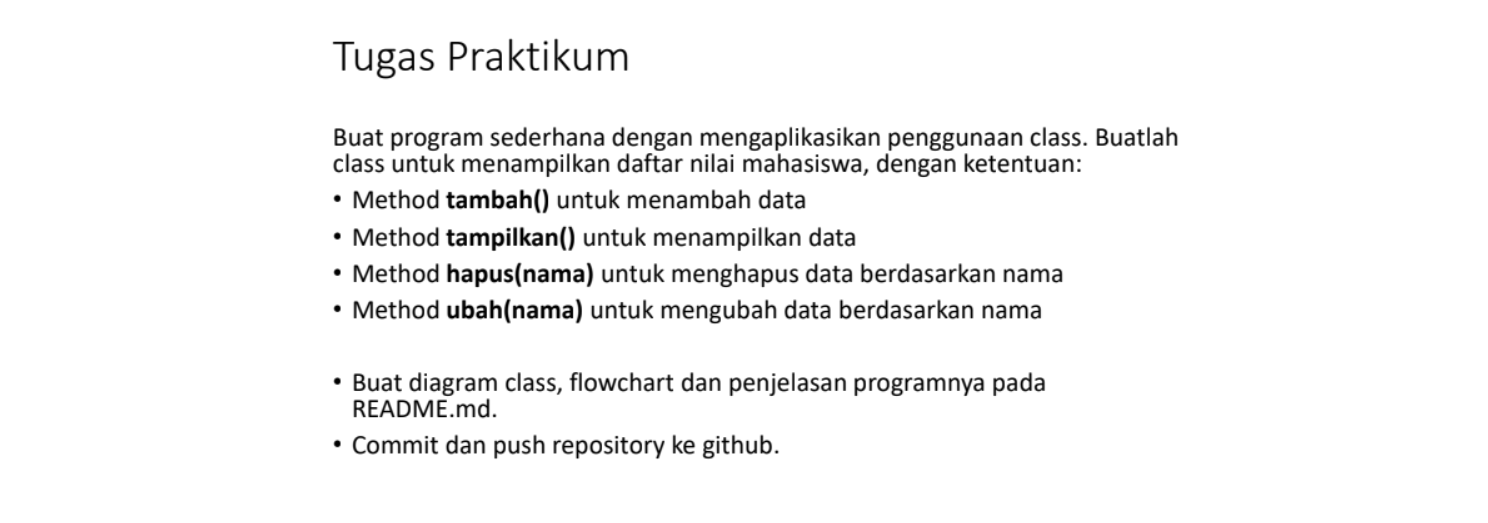 Tugas Praktikum
Buat program sederhana dengan mengaplikasikan penggunaan class. Buatlah
class untuk menampilkan daftar nilai mahasiswa, dengan ketentuan:
• Method tambah() untuk menambah data
• Method tampilkan() untuk menampilkan data
• Method hapus(nama) untuk menghapus data berdasarkan nama
• Method ubah(nama) untuk mengubah data berdasarkan nama
• Buat diagram class, flowchart dan penjelasan programnya pada
README.md.
• Commit dan push repository ke github.